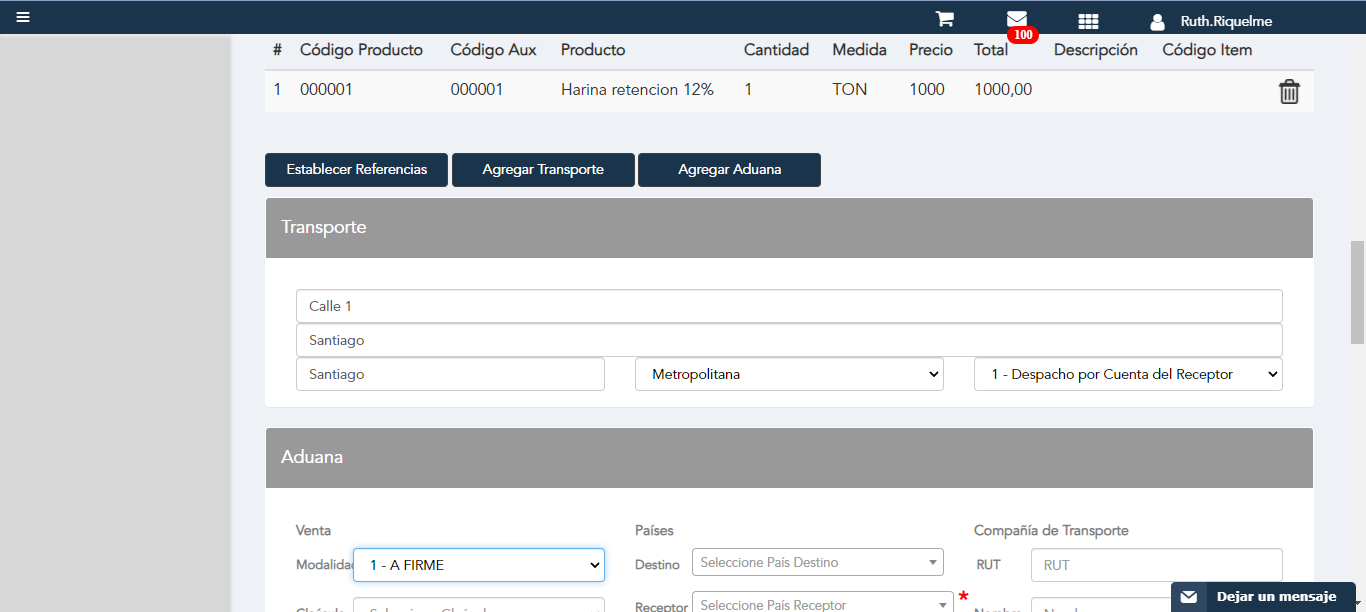 Ruth.Riquelme
100
# Código Producto Código Aux Producto Cantidad Medida Precio Total Descripción Código Item
1 000001 000001 Harina retencion 12% 1 TON 1000 1000,00
Establecer Referencias Agregar Transporte Agregar Aduana
Transporte
Calle 1
Santiago
Santiago Metropolitana 1 - Despacho por Cuenta del Receptor
Aduana
Venta Países Compañía de Transporte
Modalidad 1 - A FIRME Destino Seleccione País Destino RUT RUT
Receptor Seleccione País Receptor *
Dejar un mensaje